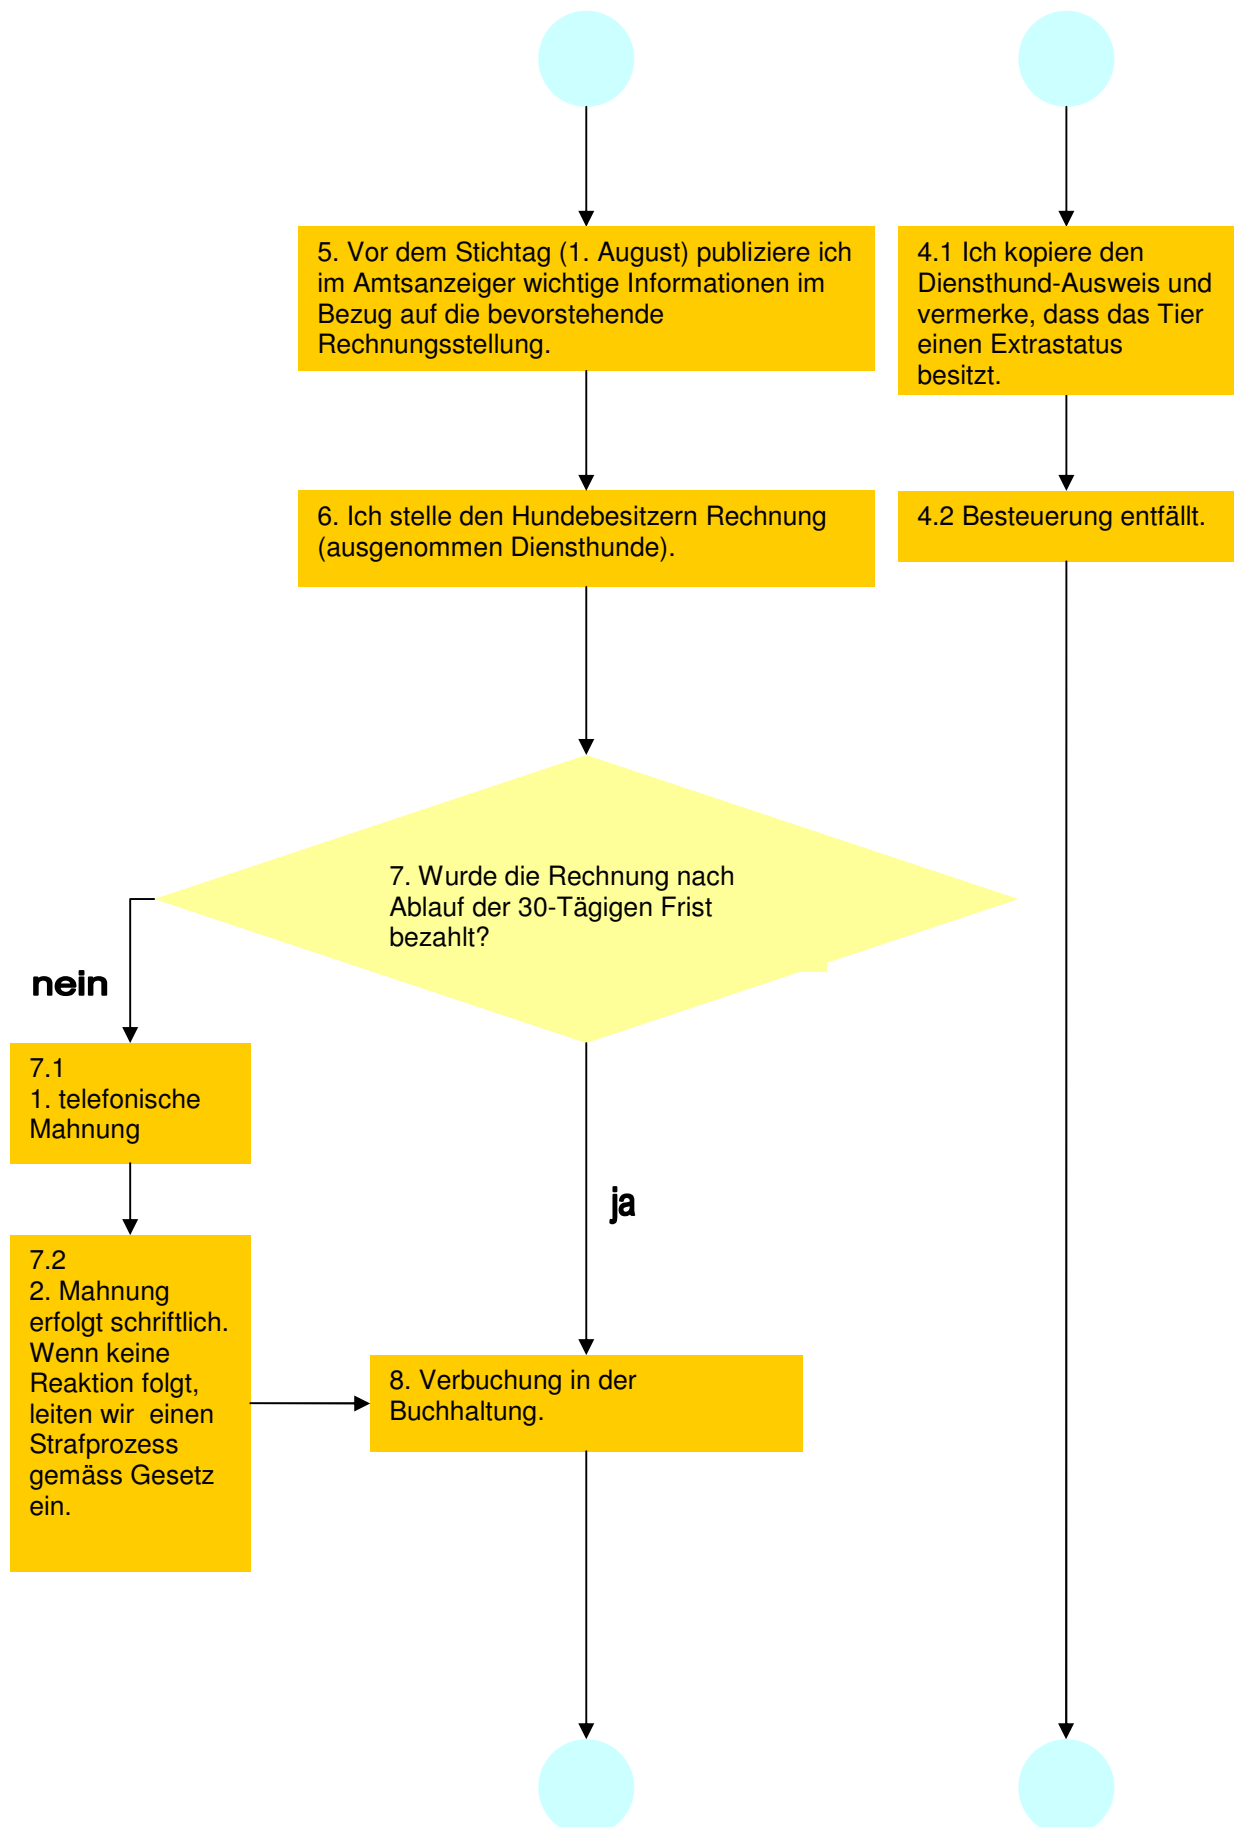 5. Vor dem Stichtag (1. August) publiziere ich
im Amtsanzeiger wichtige Informationen im
Bezug auf die bevorstehende
Rechnungsstellung.
4.1 Ich kopiere den
Diensthund-Ausweis und
vermerke, dass das Tier
einen Extrastatus
besitzt.
6. Ich stelle den Hundebesitzern Rechnung
(ausgenommen Diensthunde).
4.2 Besteuerung entfällt.
7. Wurde die Rechnung nach
Ablauf der 30-Tägigen Frist
bezahlt?
nein
7.1
1. telefonische
Mahnung
ja
7.2
2. Mahnung
erfolgt schriftlich.
Wenn keine
Reaktion folgt,
leiten wir einen
Strafprozess
gemäss Gesetz
ein.
8. Verbuchung in der
Buchhaltung.